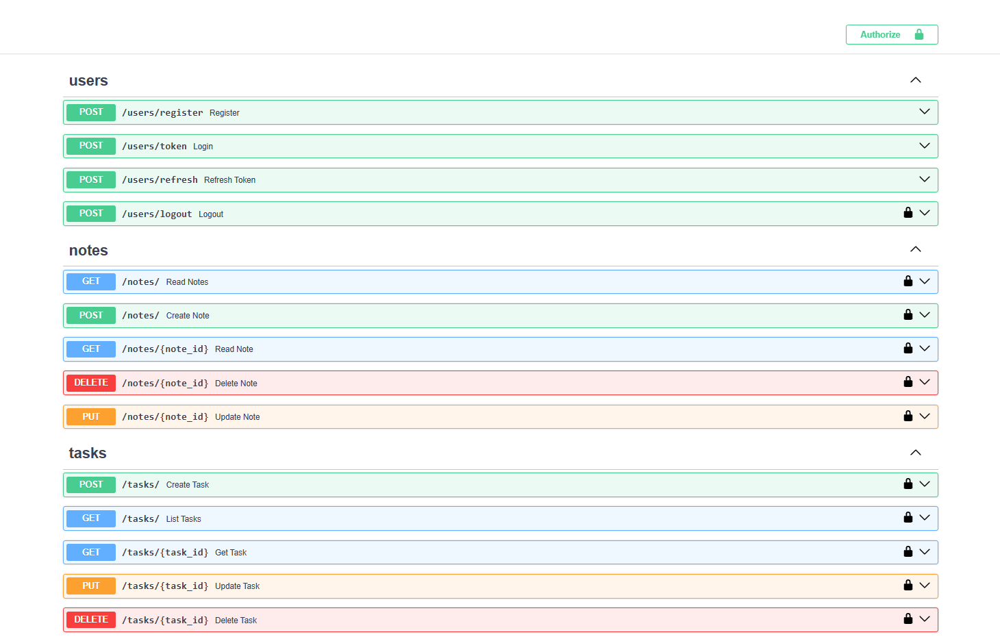 Authorize
users
POST /users/register Register
POST /users/token Login
POST /users/refresh Refresh Token
POST /users/logout Logout
notes
GET /notes/ Read Notes
POST /notes/ Create Note
GET /notes/{note_id} Read Note
DELETE /notes/{note_id} Delete Note
PUT /notes/{note_id} Update Note
tasks
POST /tasks/ Create Task
GET /tasks/ List Tasks
GET /tasks/{task_id} Get Task
PUT /tasks/{task_id} Update Task
DELETE /tasks/{task_id} Delete Task